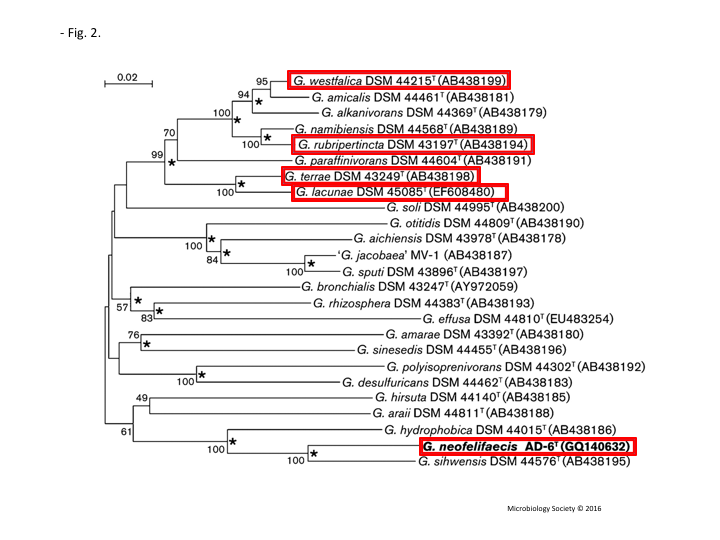 - Fig. 2.
0.02
95
G. westfalica DSM 44215ᵀ (AB438199)
94
*
G. amicalis DSM 44461ᵀ (AB438181)
100
G. alkanivorans DSM 44369ᵀ (AB438179)
*
G. namibiensis DSM 44568ᵀ (AB438189)
70
100
*
G. rubripertincta DSM 43197ᵀ (AB438194)
99
*
G. paraffinivorans DSM 44604ᵀ (AB438191)
G. terrae DSM 43249ᵀ (AB438198)
100
*
G. lacunae DSM 45085ᵀ (EF608480)
G. soli DSM 44995ᵀ (AB438200)
G. otitidis DSM 44809ᵀ (AB438190)
100
*
G. aichiensis DSM 43978ᵀ (AB438178)
84
*
‘G. jacobaea’ MV-1 (AB438187)
100
*
G. sputi DSM 43896ᵀ (AB438197)
G. bronchialis DSM 43247ᵀ (AY972059)
57
*
G. rhizosphera DSM 44383ᵀ (AB438193)
83
*
G. effusa DSM 44810ᵀ (EU483254)
76
*
G. amarae DSM 43392ᵀ (AB438180)
G. sinesedis DSM 44455ᵀ (AB438196)
G. polyisoprenivorans DSM 44302ᵀ (AB438192)
100
*
G. desulfuricans DSM 44462ᵀ (AB438183)
49
G. hirsuta DSM 44140ᵀ (AB438185)
G. araii DSM 44811ᵀ (AB438188)
61
G. hydrophobica DSM 44015ᵀ (AB438186)
100
*
G. neofelifaecis AD-6ᵀ (GQ140632)
100
*
G. sihwensis DSM 44576ᵀ (AB438195)
Microbiology Society © 2016